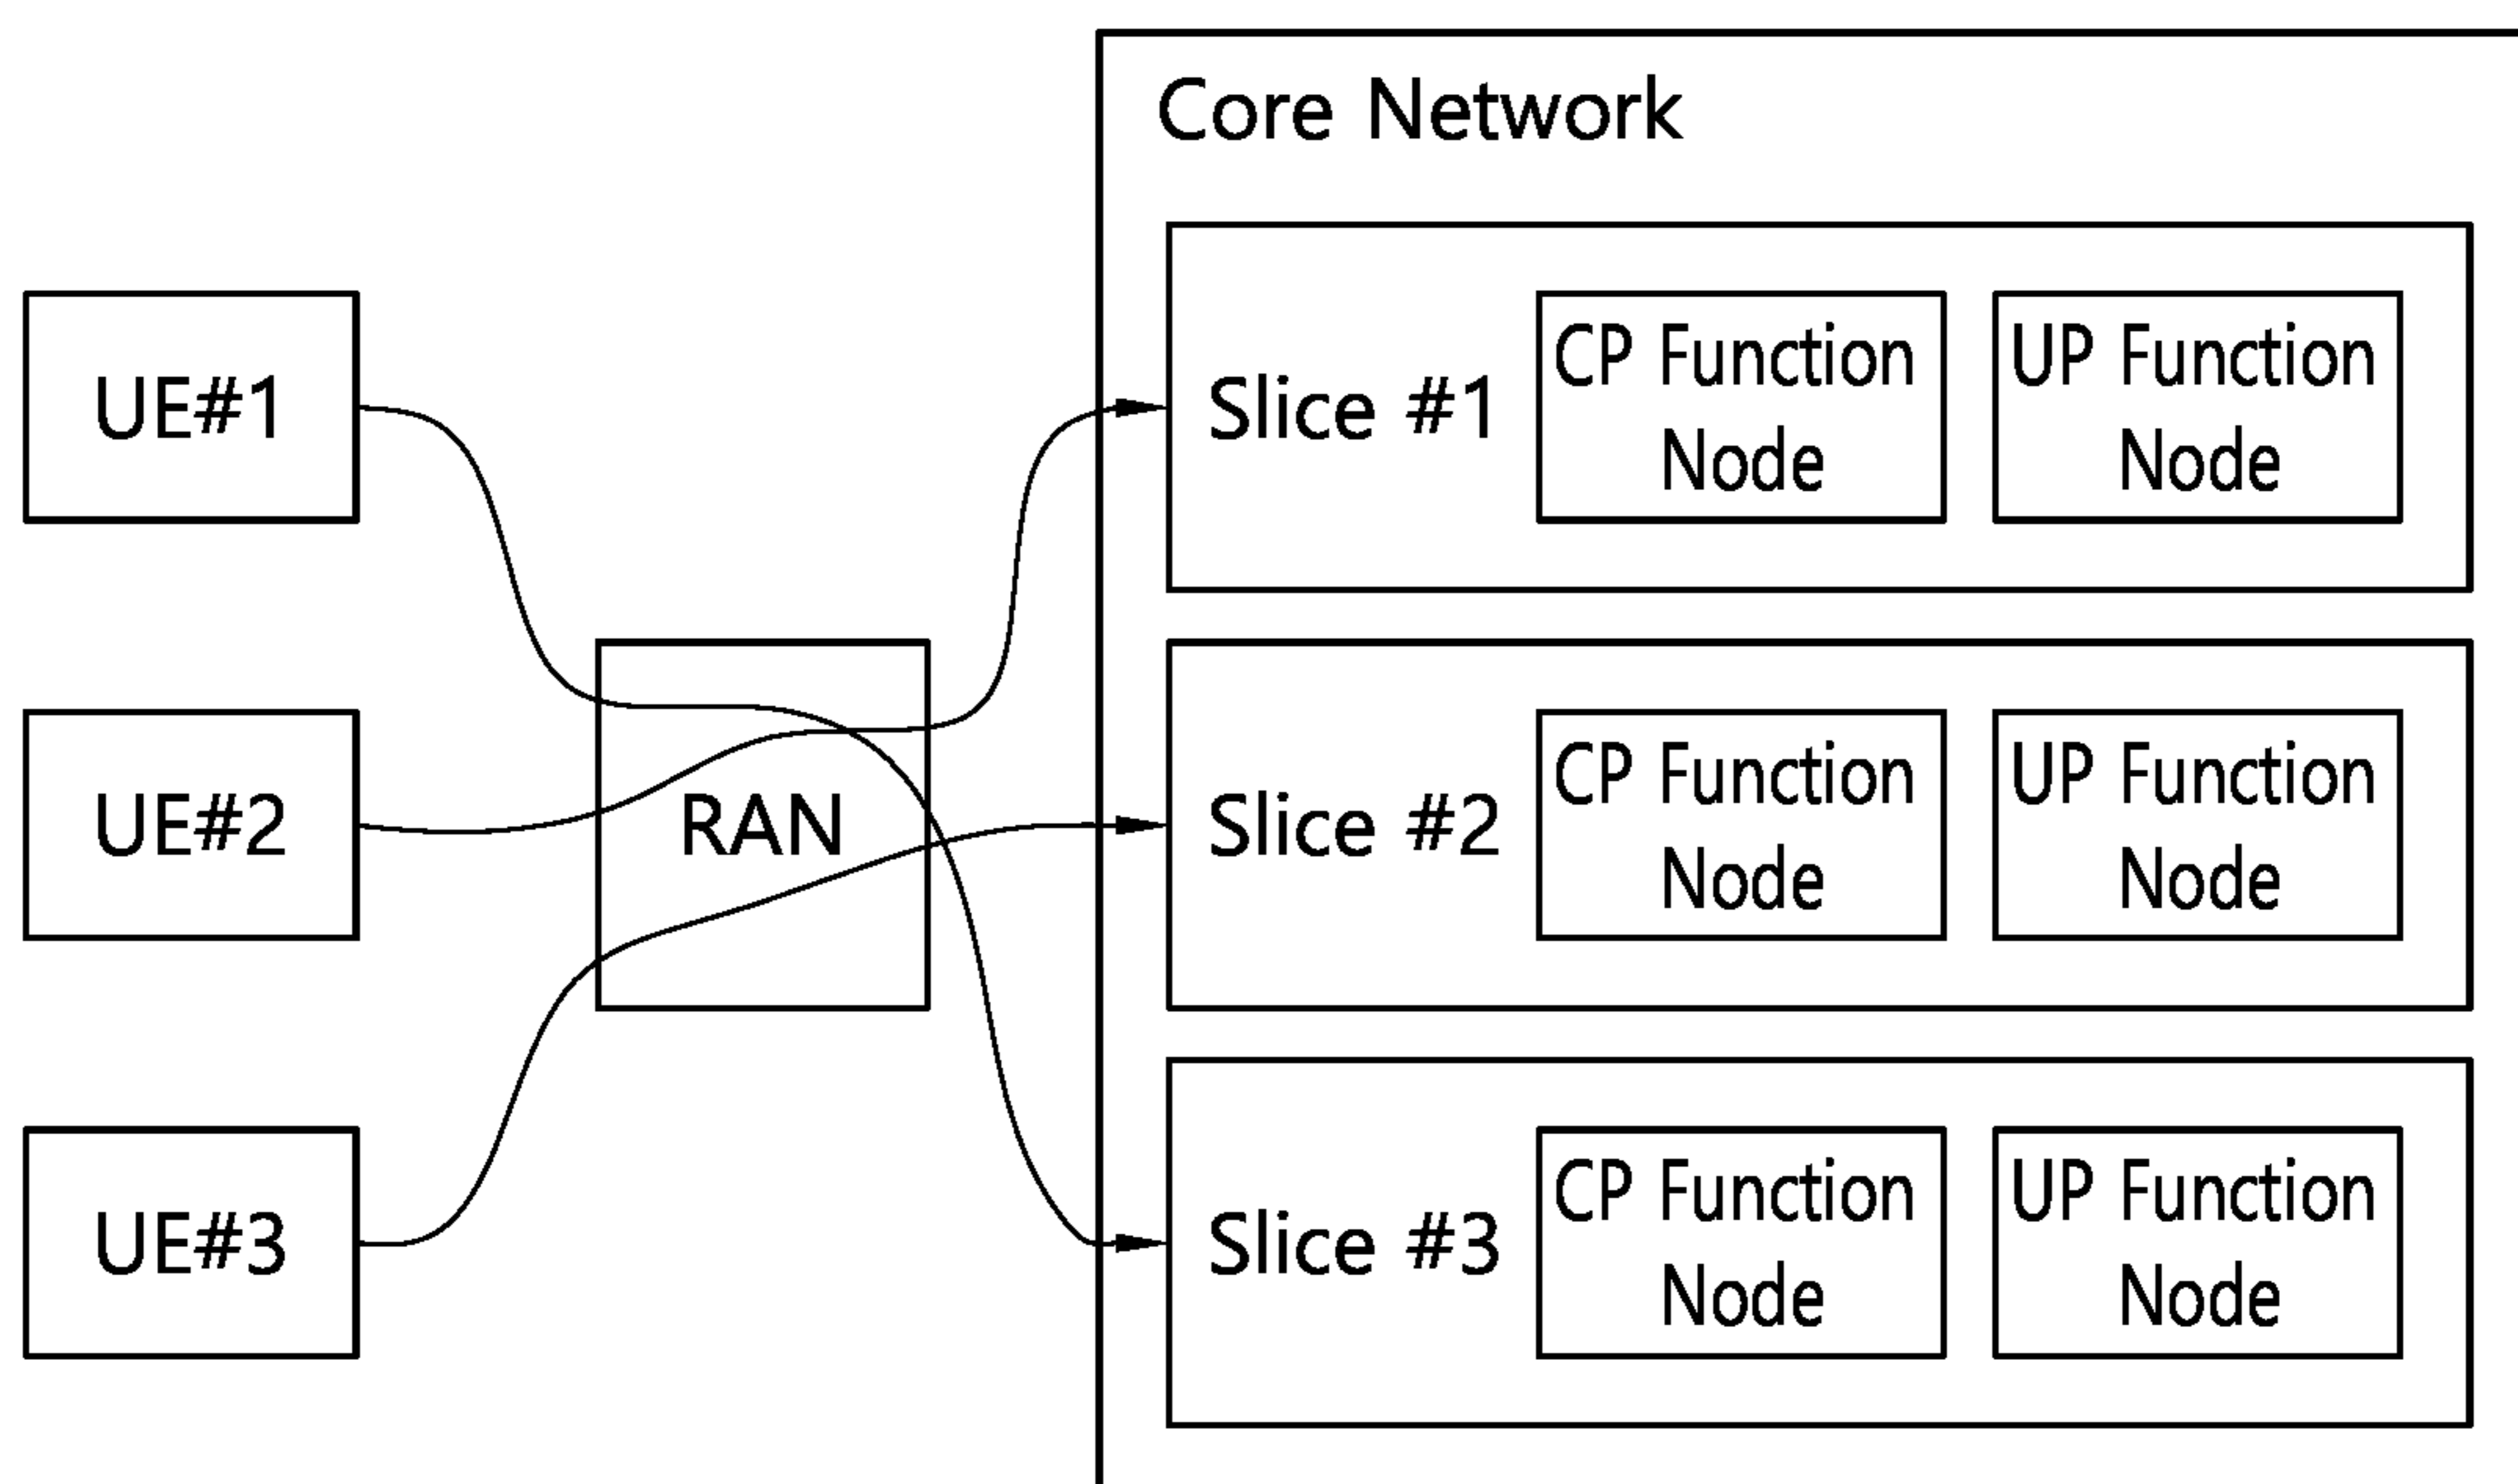 Core Network
UE#1
Slice #1
CP Function
Node
UP Function
Node
UE#2
RAN
Slice #2
CP Function
Node
UP Function
Node
UE#3
Slice #3
CP Function
Node
UP Function
Node